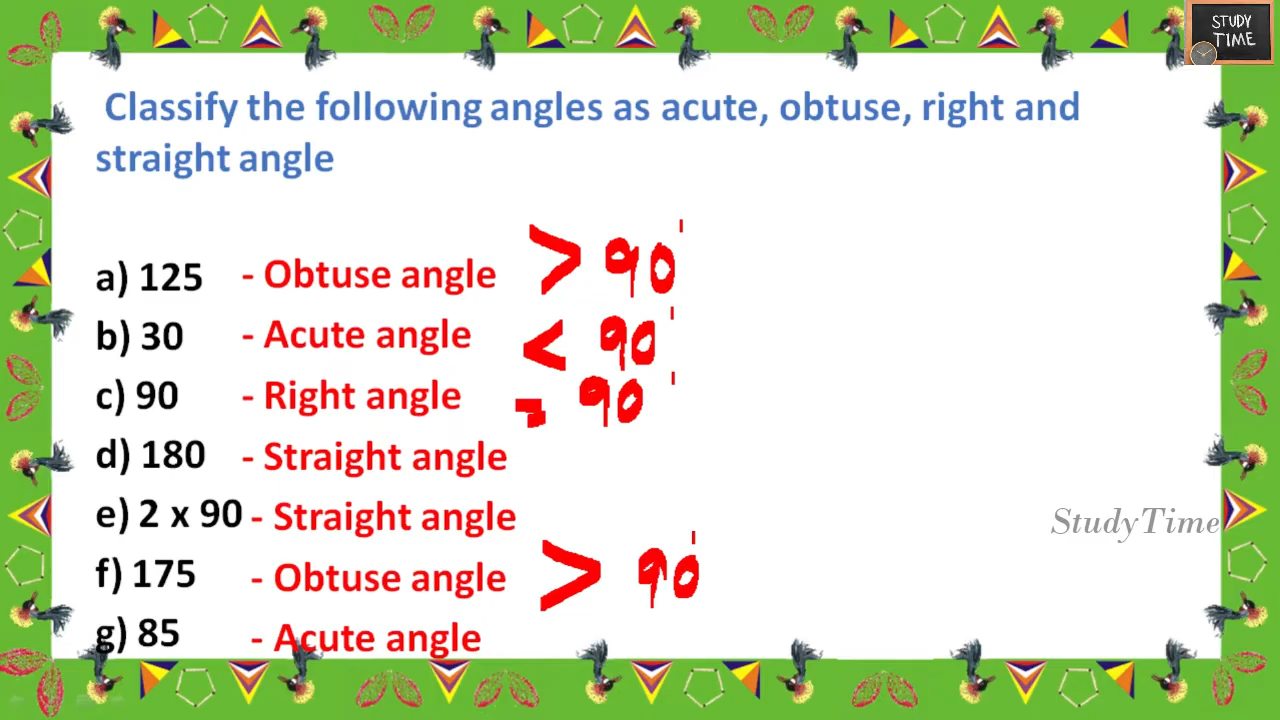 STUDY
TIME
Classify the following angles as acute, obtuse, right and
straight angle
a) 125 - Obtuse angle > 90'
b) 30 - Acute angle < 90'
c) 90 - Right angle = 90'
d) 180 - Straight angle
e) 2 x 90 - Straight angle
StudyTime
f) 175 - Obtuse angle > 90'
g) 85 - Acute angle